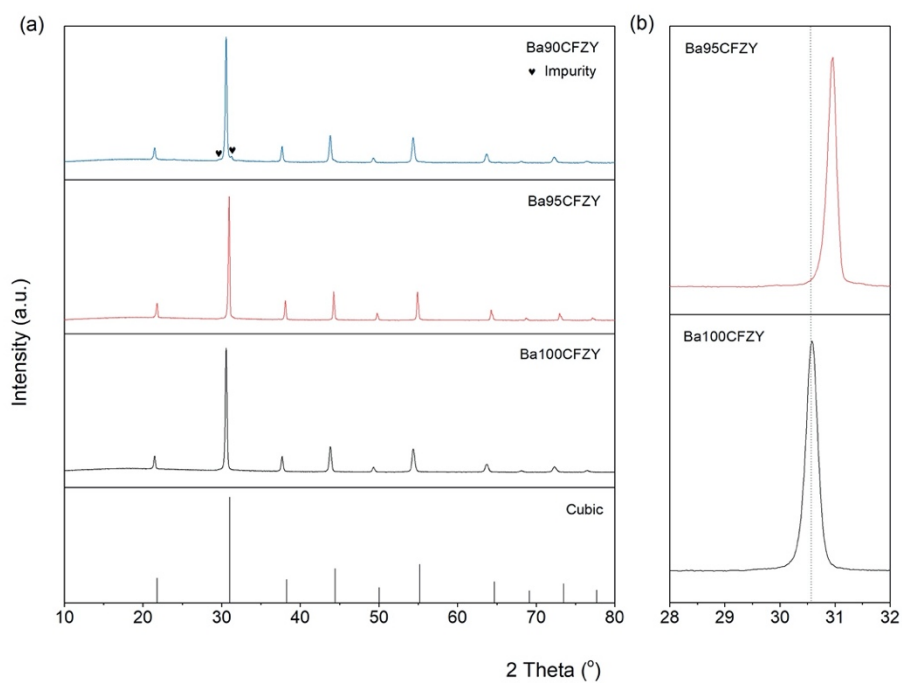 (a)
Ba90CFZY
♥ Impurity
Ba95CFZY
Ba100CFZY
Cubic
10 20 30 40 50 60 70 80
Intensity (a.u.)
(b)
Ba95CFZY
Ba100CFZY
28 29 30 31 32
2 Theta (°)